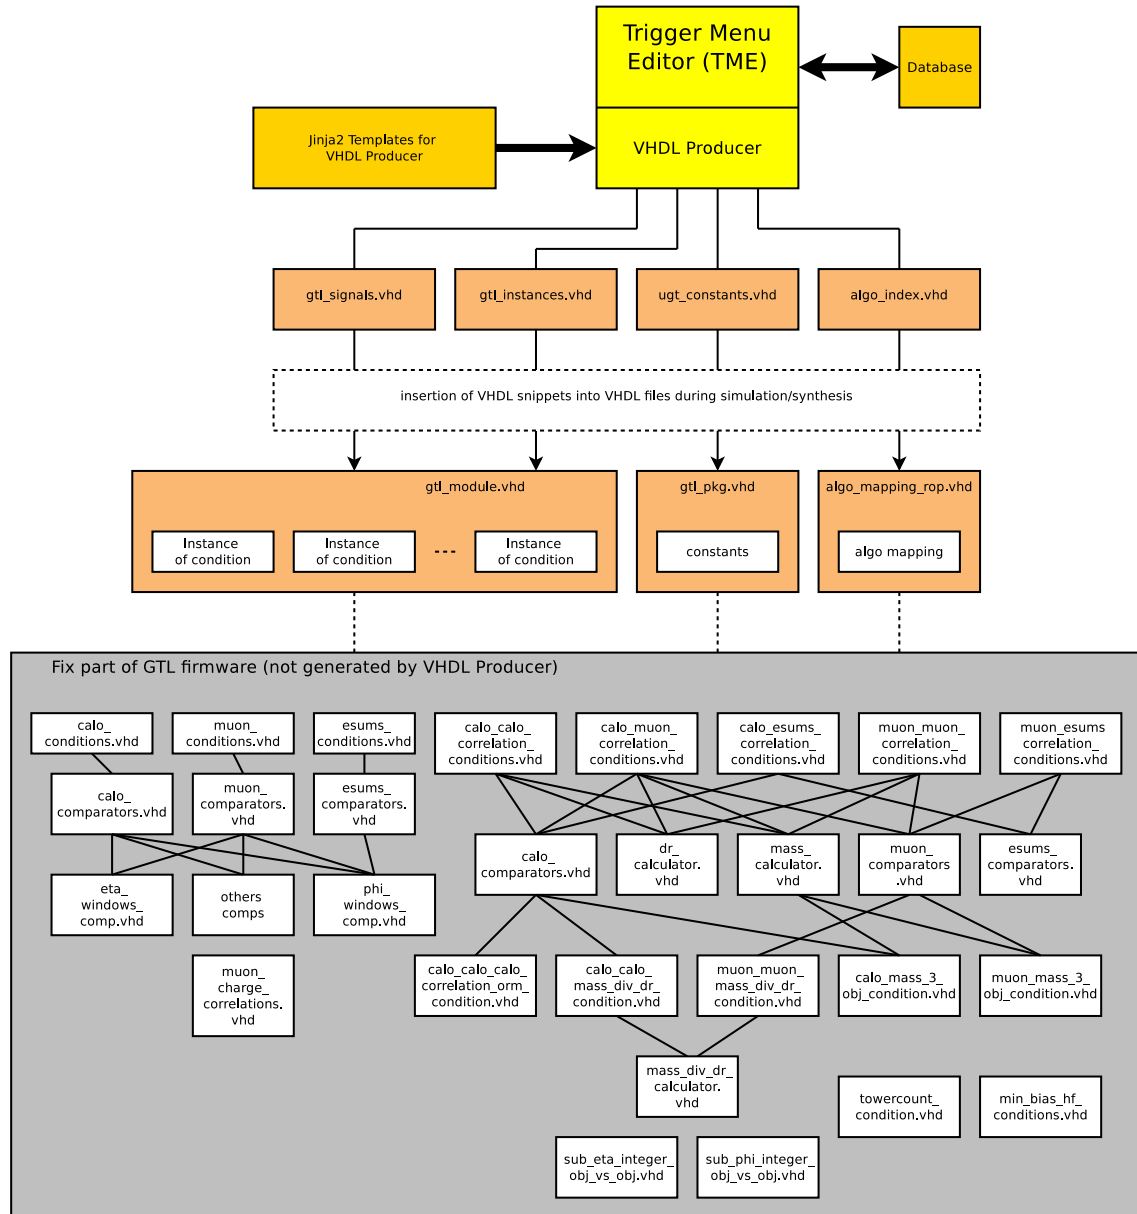 Trigger Menu
Editor (TME)
Database
Jinja2 Templates for
VHDL Producer
VHDL Producer
gtl_signals.vhd
gtl_instances.vhd
ugt_constants.vhd
algo_index.vhd
insertion of VHDL snippets into VHDL files during simulation/synthesis
gtl_module.vhd
gtl_pkg.vhd
algo_mapping_rop.vhd
Instance
of condition
Instance
of condition
---
Instance
of condition
constants
algo mapping
Fix part of GTL firmware (not generated by VHDL Producer)
calo_
conditions.vhd
muon_
conditions.vhd
esums_
conditions.vhd
calo_calo_
correlation_
conditions.vhd
calo_muon_
correlation_
conditions.vhd
calo_esums_
correlation_
conditions.vhd
muon_muon_
correlation_
conditions.vhd
muon_esums
correlation_
conditions.vhd
calo_
comparators.vhd
muon_
comparators.
vhd
esums_
comparators.
vhd
calo_
comparators.vhd
dr_
calculator.
vhd
mass_
calculator.
vhd
muon_
comparators
.vhd
esums_
comparators.
vhd
eta_
windows_
comp.vhd
others
comps
phi_
windows_
comp.vhd
muon_
charge_
correlations.
vhd
calo_calo_calo_
correlation_orm_
condition.vhd
calo_calo_
mass_div_dr_
condition.vhd
muon_muon_
mass_div_dr_
condition.vhd
calo_mass_3_
obj_condition.vhd
muon_mass_3_
obj_condition.vhd
mass_div_dr_
calculator.
vhd
towercount_
condition.vhd
min_bias_hf_
conditions.vhd
sub_eta_integer_
obj_vs_obj.vhd
sub_phi_integer_
obj_vs_obj.vhd